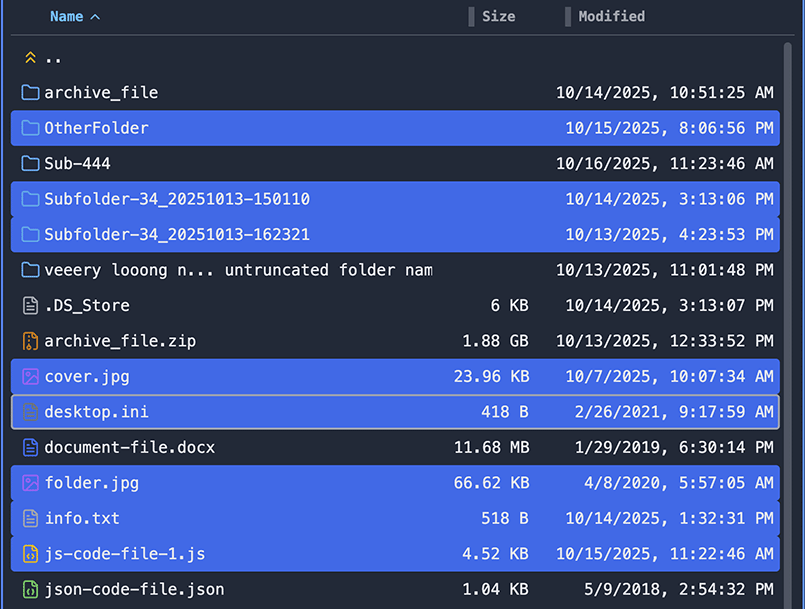 Name Size Modified
..
archive_file 10/14/2025, 10:51:25 AM
OtherFolder 10/15/2025, 8:06:56 PM
Sub-444 10/16/2025, 11:23:46 AM
Subfolder-34_20251013-150110 10/14/2025, 3:13:06 PM
Subfolder-34_20251013-162321 10/13/2025, 4:23:53 PM
veeery looong n... untruncated folder nam 10/13/2025, 11:01:48 PM
.DS_Store 6 KB 10/14/2025, 3:13:07 PM
archive_file.zip 1.88 GB 10/13/2025, 12:33:52 PM
cover.jpg 23.96 KB 10/7/2025, 10:07:34 AM
desktop.ini 418 B 2/26/2021, 9:17:59 AM
document-file.docx 11.68 MB 1/29/2019, 6:30:14 PM
folder.jpg 66.62 KB 4/8/2020, 5:57:05 AM
info.txt 518 B 10/14/2025, 1:32:31 PM
js-code-file-1.js 4.52 KB 10/15/2025, 11:22:46 AM
json-code-file.json 1.04 KB 5/9/2018, 2:54:32 PM